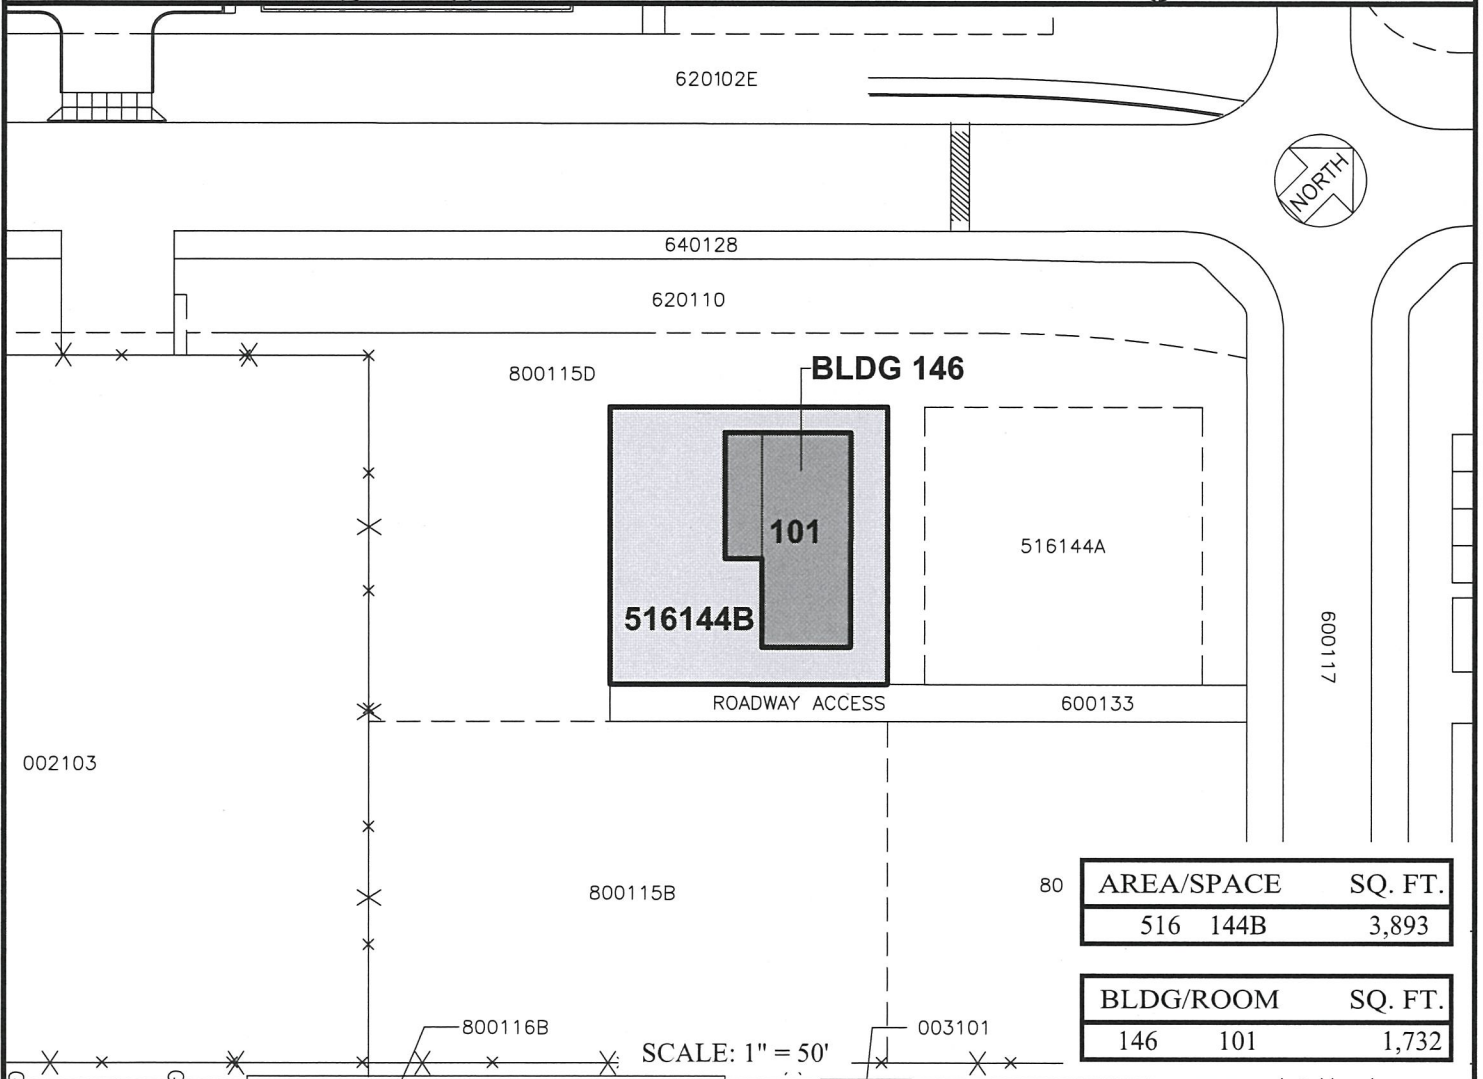 620102E
NORTH
640128
620110
BLDG 146
800115D
101
516144A
516144B
600117
ROADWAY ACCESS
600133
002103
800115B
80
AREA/SPACE SQ. FT.
516 144B 3,893
BLDG/ROOM SQ. FT.
146 101 1,732
800116B
003101
SCALE: 1" = 50'